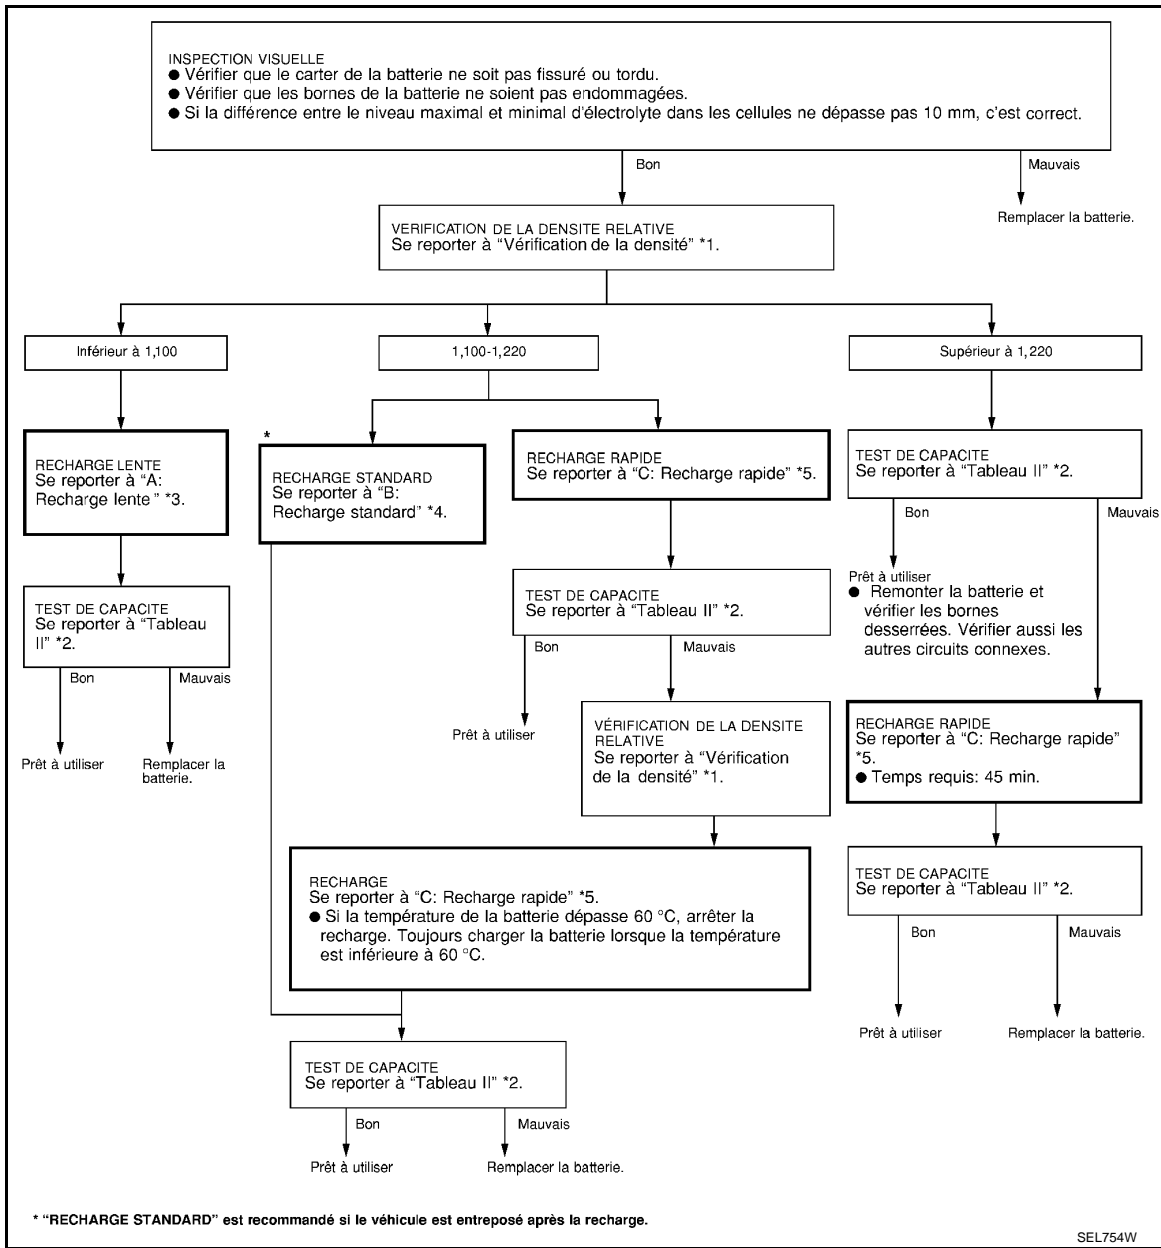 INSPECTION VISUELLE
● Vérifier que le carter de la batterie ne soit pas fissuré ou tordu.
● Vérifier que les bornes de la batterie ne soient pas endommagées.
● Si la différence entre le niveau maximal et minimal d'électrolyte dans les cellules ne dépasse pas 10 mm, c'est correct.
Bon
Mauvais
Remplacer la batterie.
VERIFICATION DE LA DENSITE RELATIVE
Se reporter à “Vérification de la densité” *1.
Inférieur à 1,100
1,100-1,220
Supérieur à 1,220
RECHARGE LENTE
Se reporter à “A:
Recharge lente” *3.
*
RECHARGE STANDARD
Se reporter à “B:
Recharge standard” *4.
RECHARGE RAPIDE
Se reporter à “C: Recharge rapide” *5.
TEST DE CAPACITE
Se reporter à “Tableau II” *2.
Bon
Mauvais
Prêt à utiliser
● Remonter la batterie et
vérifier les bornes
desserrées. Vérifier aussi les
autres circuits connexes.
TEST DE CAPACITE
Se reporter à “Tableau
II” *2.
Bon
Mauvais
Prêt à utiliser
Remplacer la
batterie.
TEST DE CAPACITE
Se reporter à “Tableau II” *2.
Bon
Mauvais
Prêt à utiliser
VÉRIFICATION DE LA DENSITE
RELATIVE
Se reporter à “Vérification
de la densité” *1.
RECHARGE RAPIDE
Se reporter à “C: Recharge rapide”
*5.
● Temps requis: 45 min.
RECHARGE
Se reporter à “C: Recharge rapide” *5.
● Si la température de la batterie dépasse 60 °C, arrêter la
recharge. Toujours charger la batterie lorsque la température
est inférieure à 60 °C.
TEST DE CAPACITE
Se reporter à “Tableau II” *2.
Bon
Mauvais
Prêt à utiliser
Remplacer la batterie.
TEST DE CAPACITE
Se reporter à “Tableau II” *2.
Bon
Mauvais
Prêt à utiliser
Remplacer la batterie.
* “RECHARGE STANDARD” est recommandé si le véhicule est entreposé après la recharge.
SEL754W